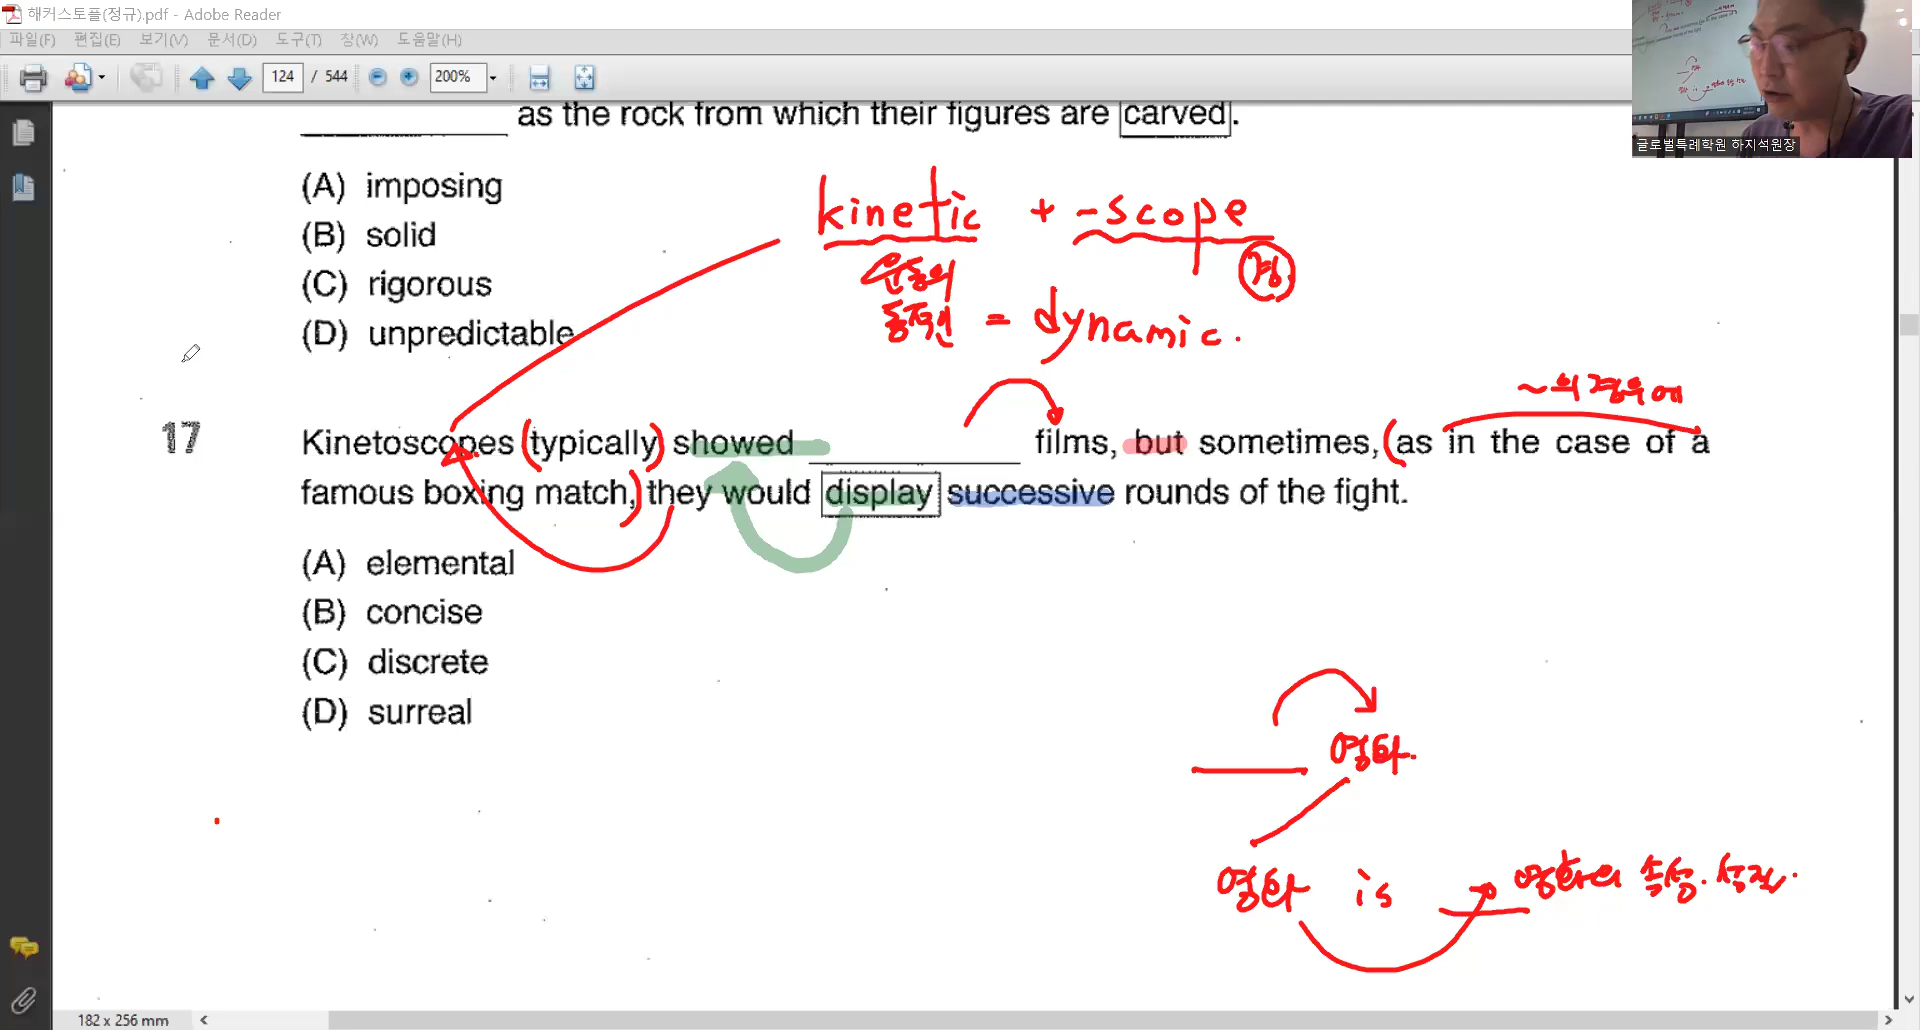 해커스토플(정규).pdf - Adobe Reader
파일(F) 편집(E) 보기(V) 문서(D) 도구(T) 창(W) 도움말(H)
124 / 544 200%
글로벌특례학원 하지석원장
as the rock from which their figures are carved.
(A) imposing
(B) solid
(C) rigorous
(D) unpredictable
kinetic + -scope
운동의 경
동적인 = dynamic.
~의 경우에
17 Kinetoscopes (typically) showed ____ films, but sometimes, (as in the case of a
famous boxing match,) they would display successive rounds of the fight.
(A) elemental
(B) concise
(C) discrete
(D) surreal
영화.
영화 is 영화의 속성. 성질.
182 x 256 mm